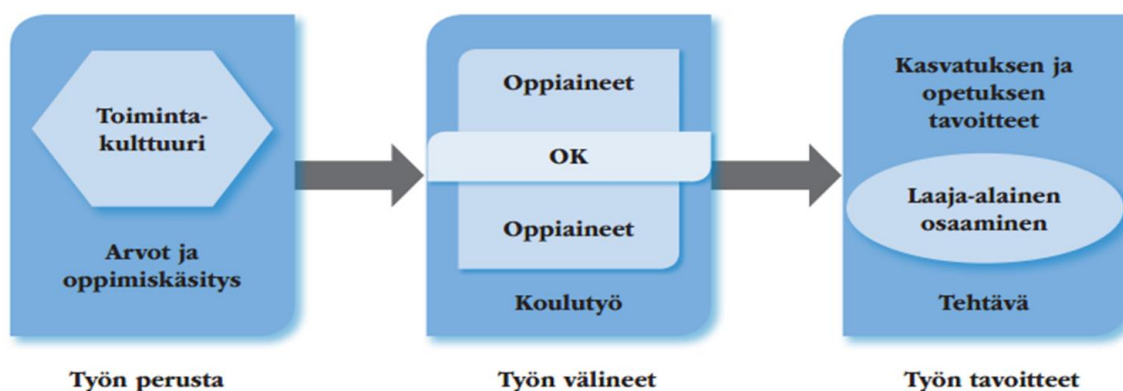 Toiminta-
kulttuuri
Arvot ja
oppimiskäsitys
Työn perusta
Oppiaineet
OK
Oppiaineet
Koulutyö
Työn välineet
Kasvatuksen ja
opetuksen
tavoitteet
Laaja-alainen
osaaminen
Tehtävä
Työn tavoitteet